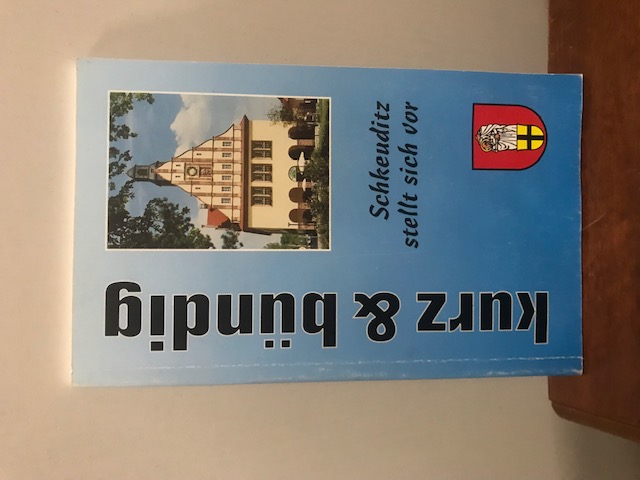 kurz & bündig
Schkeuditz
stellt sich vor